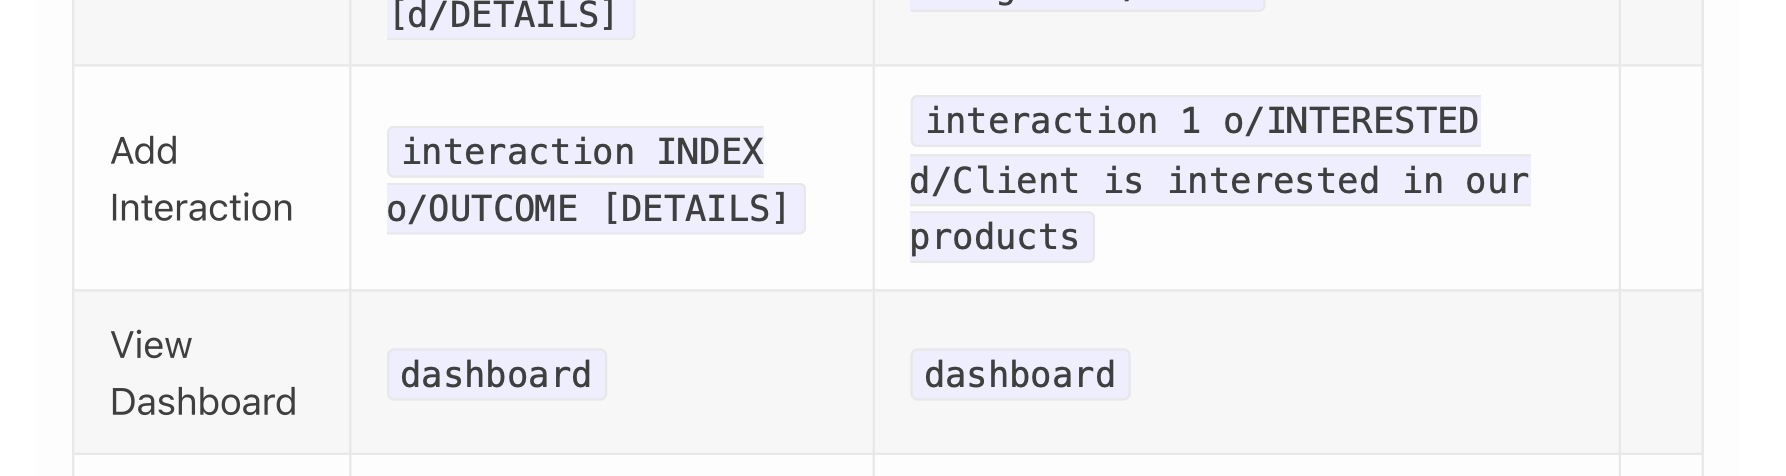 [d/DETAILS]
Add
Interaction
interaction INDEX
o/OUTCOME [DETAILS]
interaction 1 o/INTERESTED
d/Client is interested in our
products
View
Dashboard
dashboard
dashboard